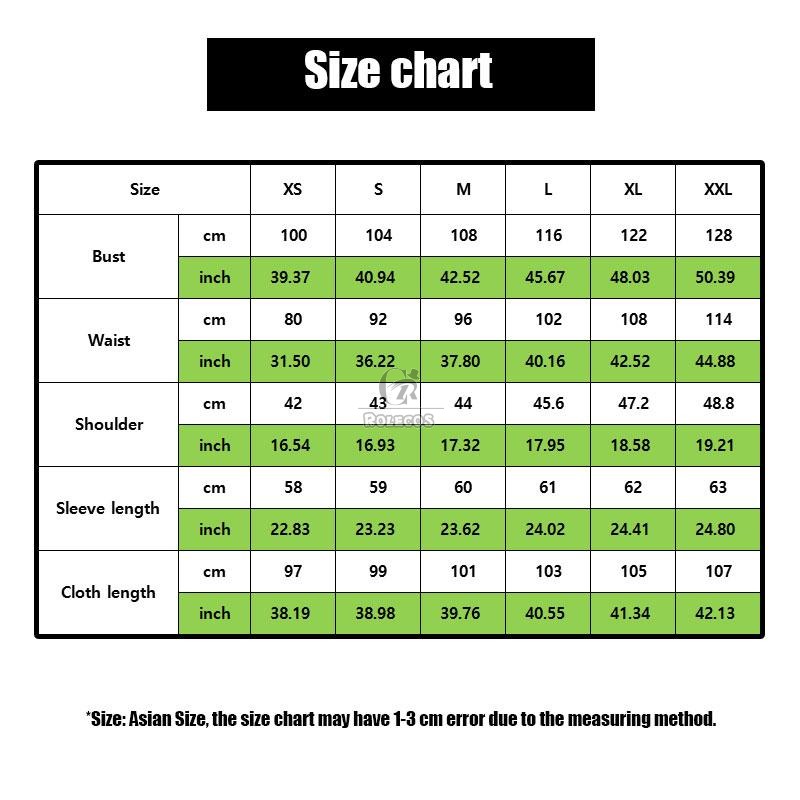 Size chart
Size XS S M L XL XXL
Bust cm 100 104 108 116 122 128
inch 39.37 40.94 42.52 45.67 48.03 50.39
Waist cm 80 92 96 102 108 114
inch 31.50 36.22 37.80 40.16 42.52 44.88
Shoulder cm 42 43 44 45.6 47.2 48.8
ROLECOS
inch 16.54 16.93 17.32 17.95 18.58 19.21
Sleeve length cm 58 59 60 61 62 63
inch 22.83 23.23 23.62 24.02 24.41 24.80
Cloth length cm 97 99 101 103 105 107
inch 38.19 38.98 39.76 40.55 41.34 42.13
*Size: Asian Size, the size chart may have 1-3 cm error due to the measuring method.